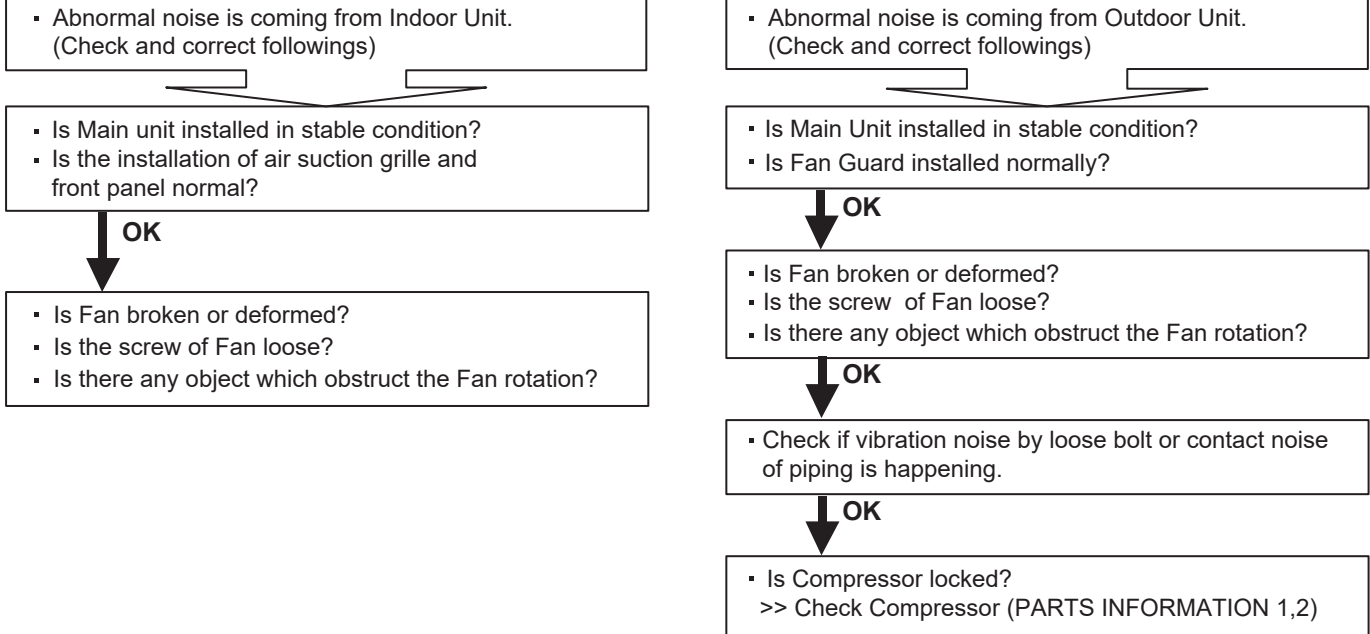 ▪ Abnormal noise is coming from Indoor Unit.
(Check and correct followings)
▪ Is Main unit installed in stable condition?
▪ Is the installation of air suction grille and
front panel normal?
OK
▪ Is Fan broken or deformed?
▪ Is the screw of Fan loose?
▪ Is there any object which obstruct the Fan rotation?
▪ Abnormal noise is coming from Outdoor Unit.
(Check and correct followings)
▪ Is Main Unit installed in stable condition?
▪ Is Fan Guard installed normally?
OK
▪ Is Fan broken or deformed?
▪ Is the screw of Fan loose?
▪ Is there any object which obstruct the Fan rotation?
OK
▪ Check if vibration noise by loose bolt or contact noise
of piping is happening.
OK
▪ Is Compressor locked?
>> Check Compressor (PARTS INFORMATION 1,2)